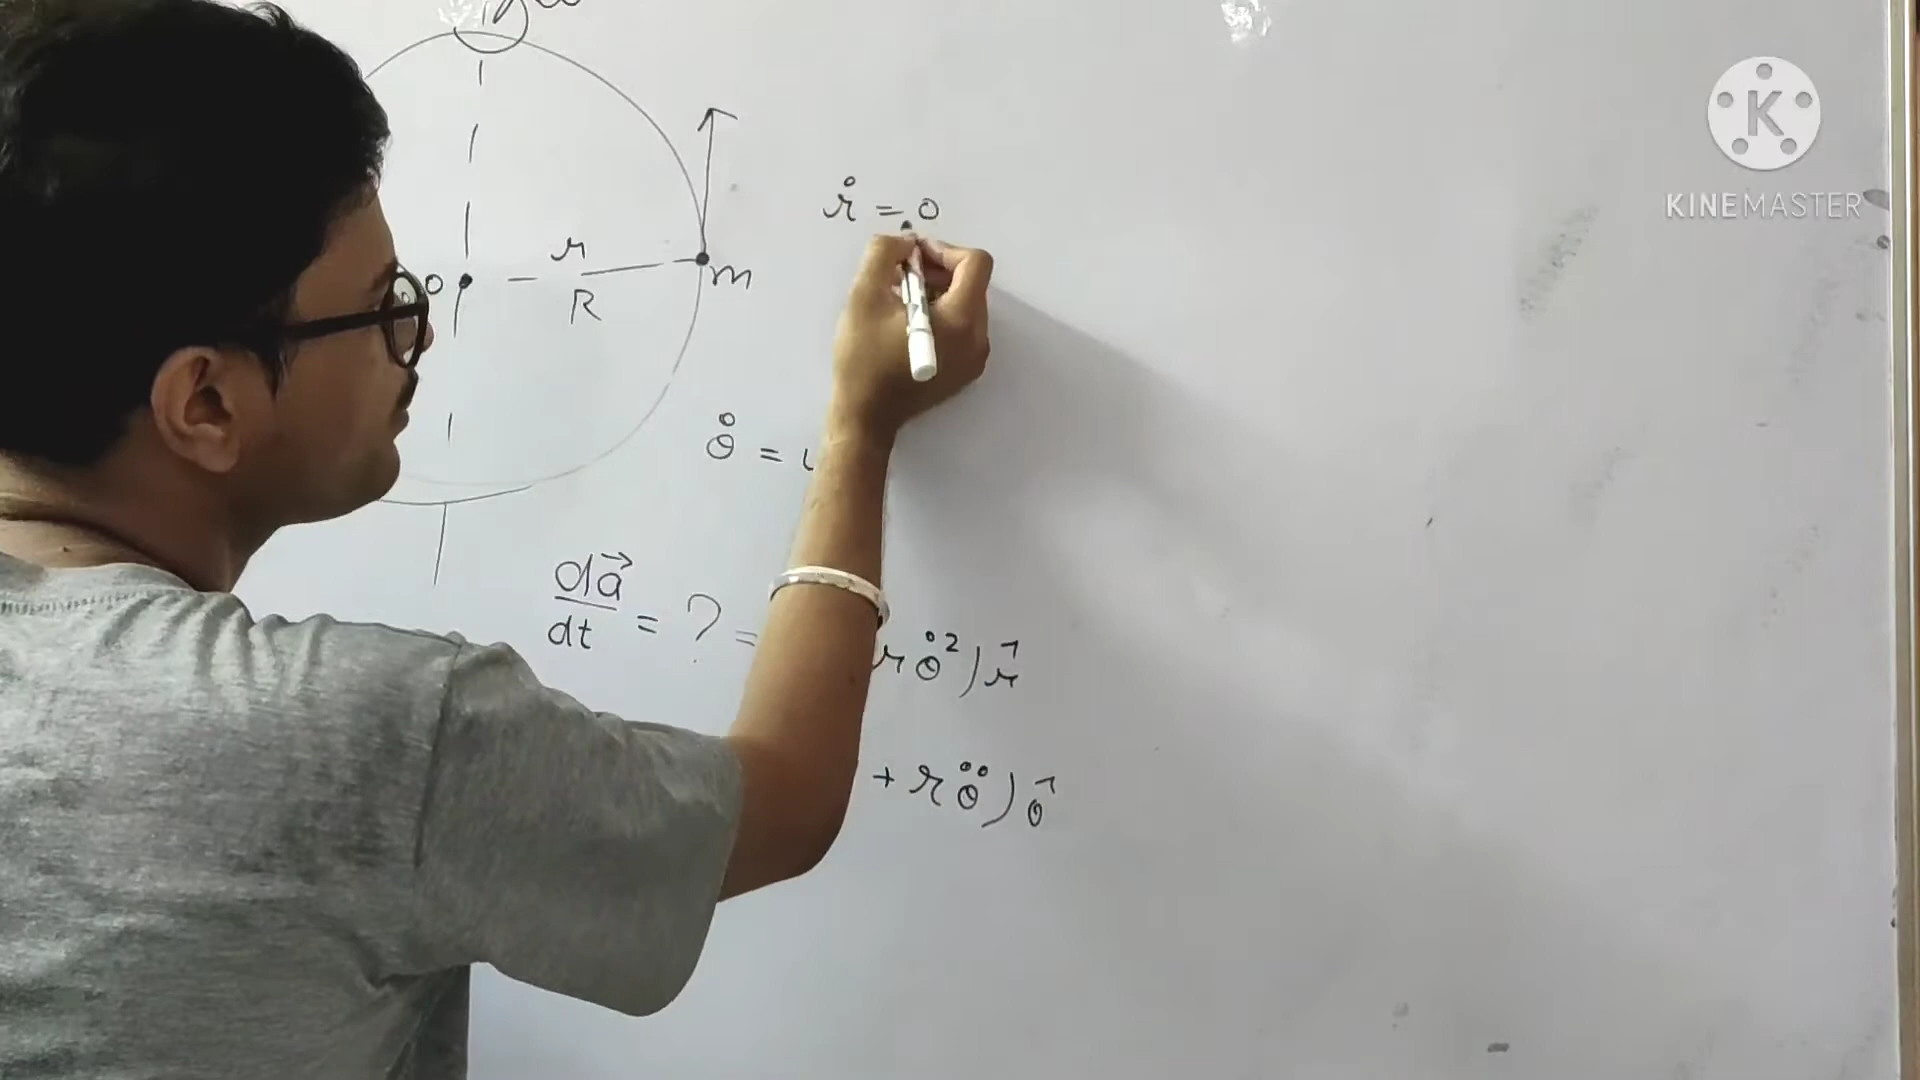 ṙ = 0
r
O
m
R
θ̇ =
da⃗/dt = ? =
rθ̇²) r⃗
+ rθ̈) θ⃗
K
KINEMASTER